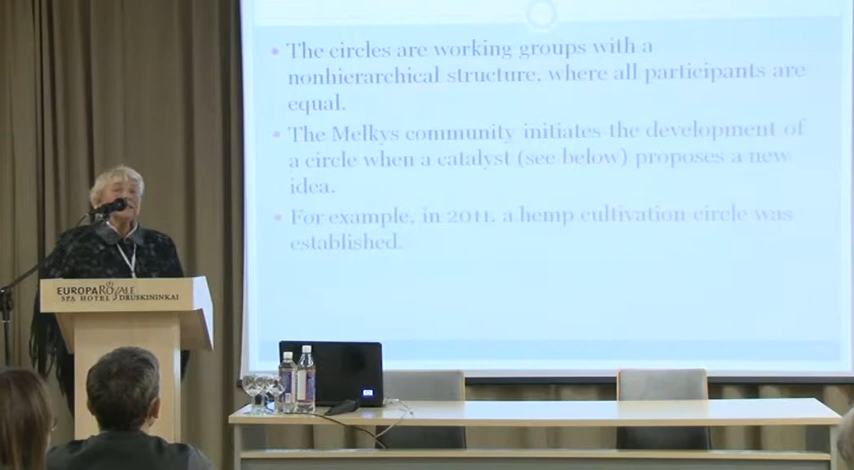 The circles are working groups with a
nonhierarchical structure, where all participants are
equal.
The Melkys community initiates the development of
a circle when a catalyst (see below) proposes a new
idea.
For example, in 2011, a hemp cultivation circle was
established.
EUROPA ROYALE
SPA HOTEL DRUSKININKAI